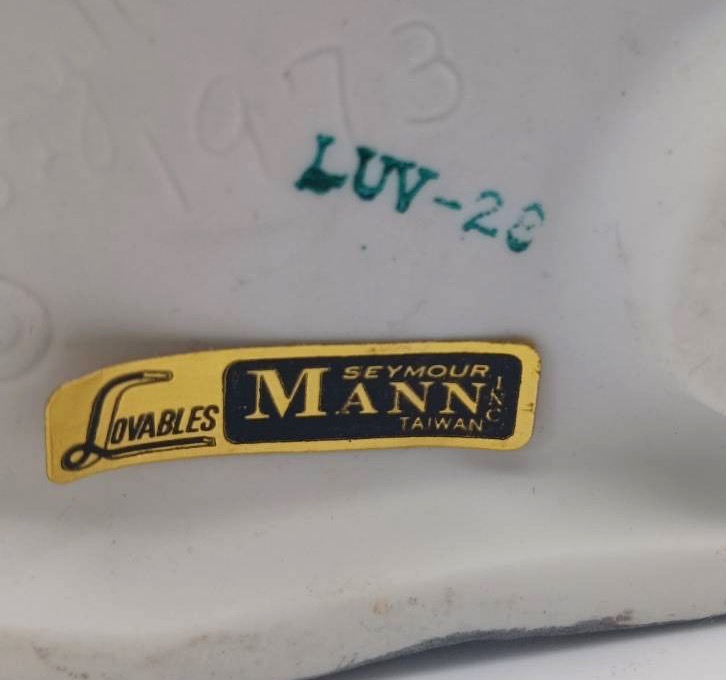 1973
LUV-28
LOVABLES
SEYMOUR
MANN INC
TAIWAN